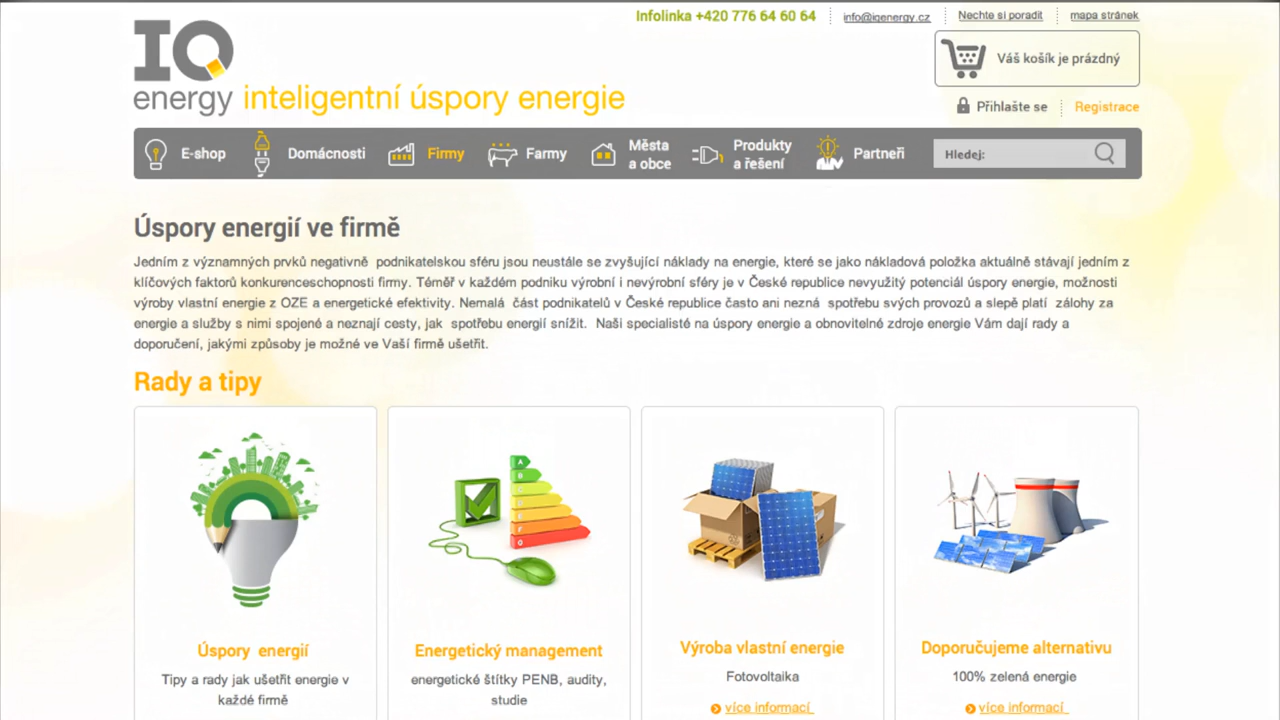 Infolinka +420 776 64 60 64
info@iqenergy.cz
Nechte si poradit
mapa stránek
IQ
energy inteligentní úspory energie
Váš košík je prázdný
Přihlašte se
Registrace
E-shop
Domácnosti
Firmy
Farmy
Města
a obce
Produkty
a řešení
Partneři
Hledej:
Úspory energií ve firmě
Jedním z významných prvků negativně podnikatelskou sféru jsou neustále se zvyšující náklady na energie, které se jako nákladová položka aktuálně stávají jedním z
klíčových faktorů konkurenceschopnosti firmy. Téměř v každém podniku výrobní i nevýrobní sféry je v České republice nevyužitý potenciál úspory energie, možnosti
výroby vlastní energie z OZE a energetické efektivity. Nemalá část podnikatelů v České republice často ani nezná spotřebu svých provozů a slepě platí zálohy za
energie a služby s nimi spojené a neznají cesty, jak spotřebu energií snížit. Naši specialisté na úspory energie a obnovitelné zdroje energie Vám dají rady a
doporučení, jakými způsoby je možné ve Vaší firmě ušetřit.
Rady a tipy
Úspory energií
Tipy a rady jak ušetřit energie v
každé firmě
Energetický management
energetické štítky PENB, audity,
studie
Výroba vlastní energie
Fotovoltaika
více informací
Doporučujeme alternativu
100% zelená energie
více informací